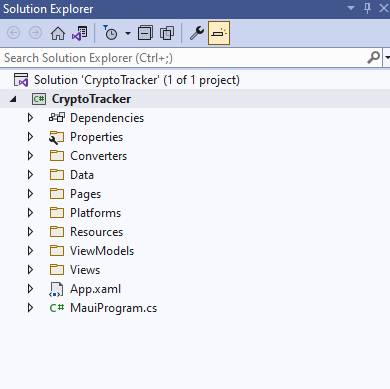 Solution Explorer
Search Solution Explorer (Ctrl+;)
Solution 'CryptoTracker' (1 of 1 project)
C# CryptoTracker
Dependencies
Properties
Converters
Data
Pages
Platforms
Resources
ViewModels
Views
App.xaml
C# MauiProgram.cs